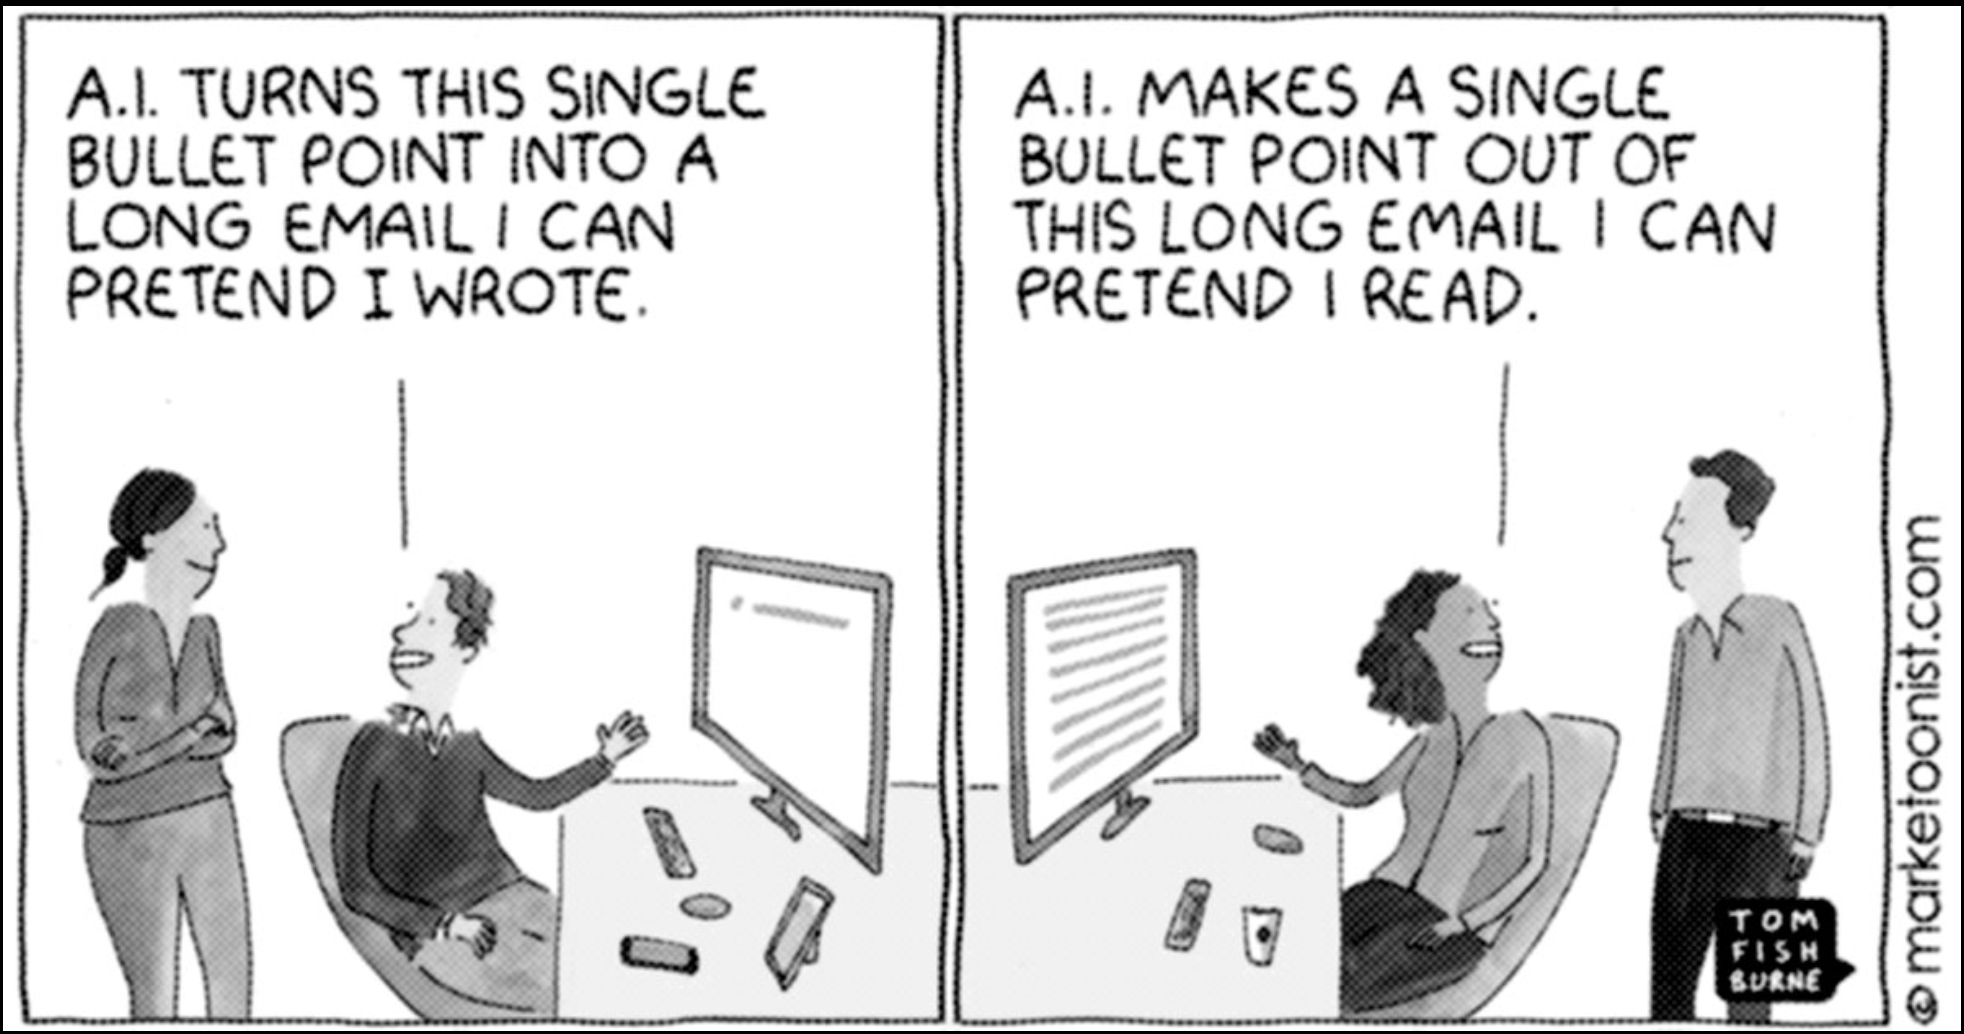 A.I. TURNS THIS SINGLE
BULLET POINT INTO A
LONG EMAIL I CAN
PRETEND I WROTE.
A.I. MAKES A SINGLE
BULLET POINT OUT OF
THIS LONG EMAIL I CAN
PRETEND I READ.
TOM
FISH
BURNE
© marketoonist.com